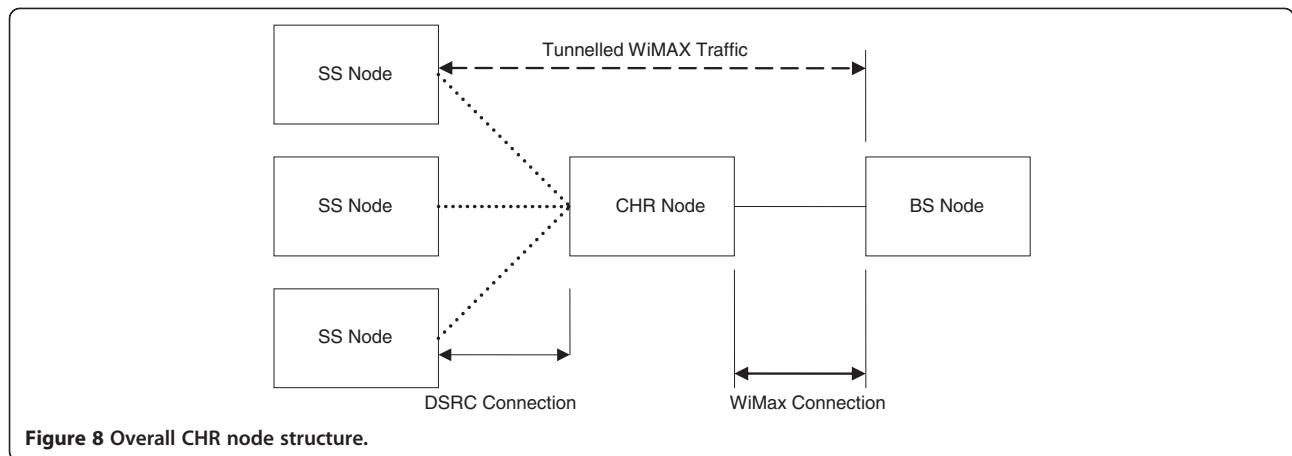 Tunnelled WiMAX Traffic
SS Node
SS Node
CHR Node
BS Node
SS Node
DSRC Connection
WiMax Connection
Figure 8 Overall CHR node structure.